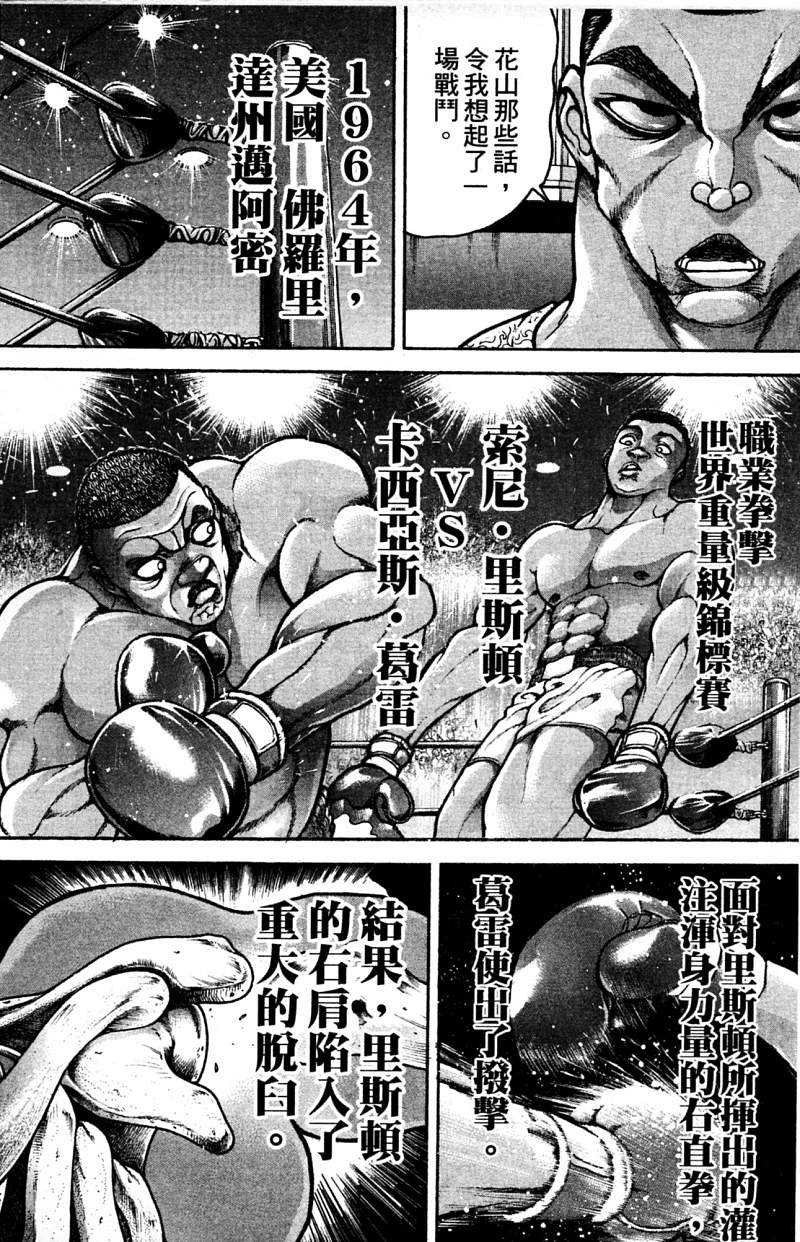 花山那些話，
令我想起了一
場戰鬥。
1964年，
美國－佛羅里
達州邁阿密
職業拳擊
世界重量級錦標賽
索尼·里斯頓
VS
卡西亞斯·葛雷
面對里斯頓所揮出的灌
注渾身力量的右直拳，
葛雷使出了撥擊。
結果，里斯頓
的右肩陷入了
重大的脫臼。